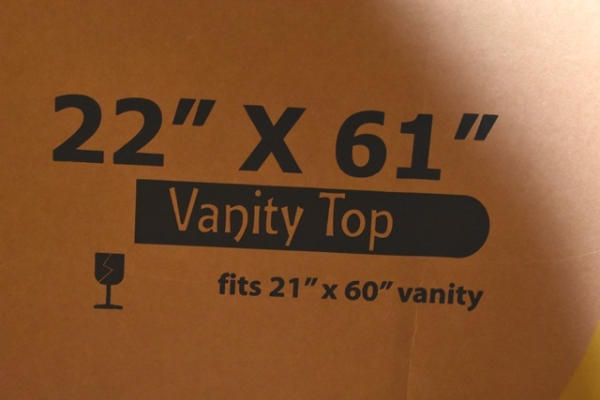 22” X 61”
Vanity Top
fits 21” x 60” vanity